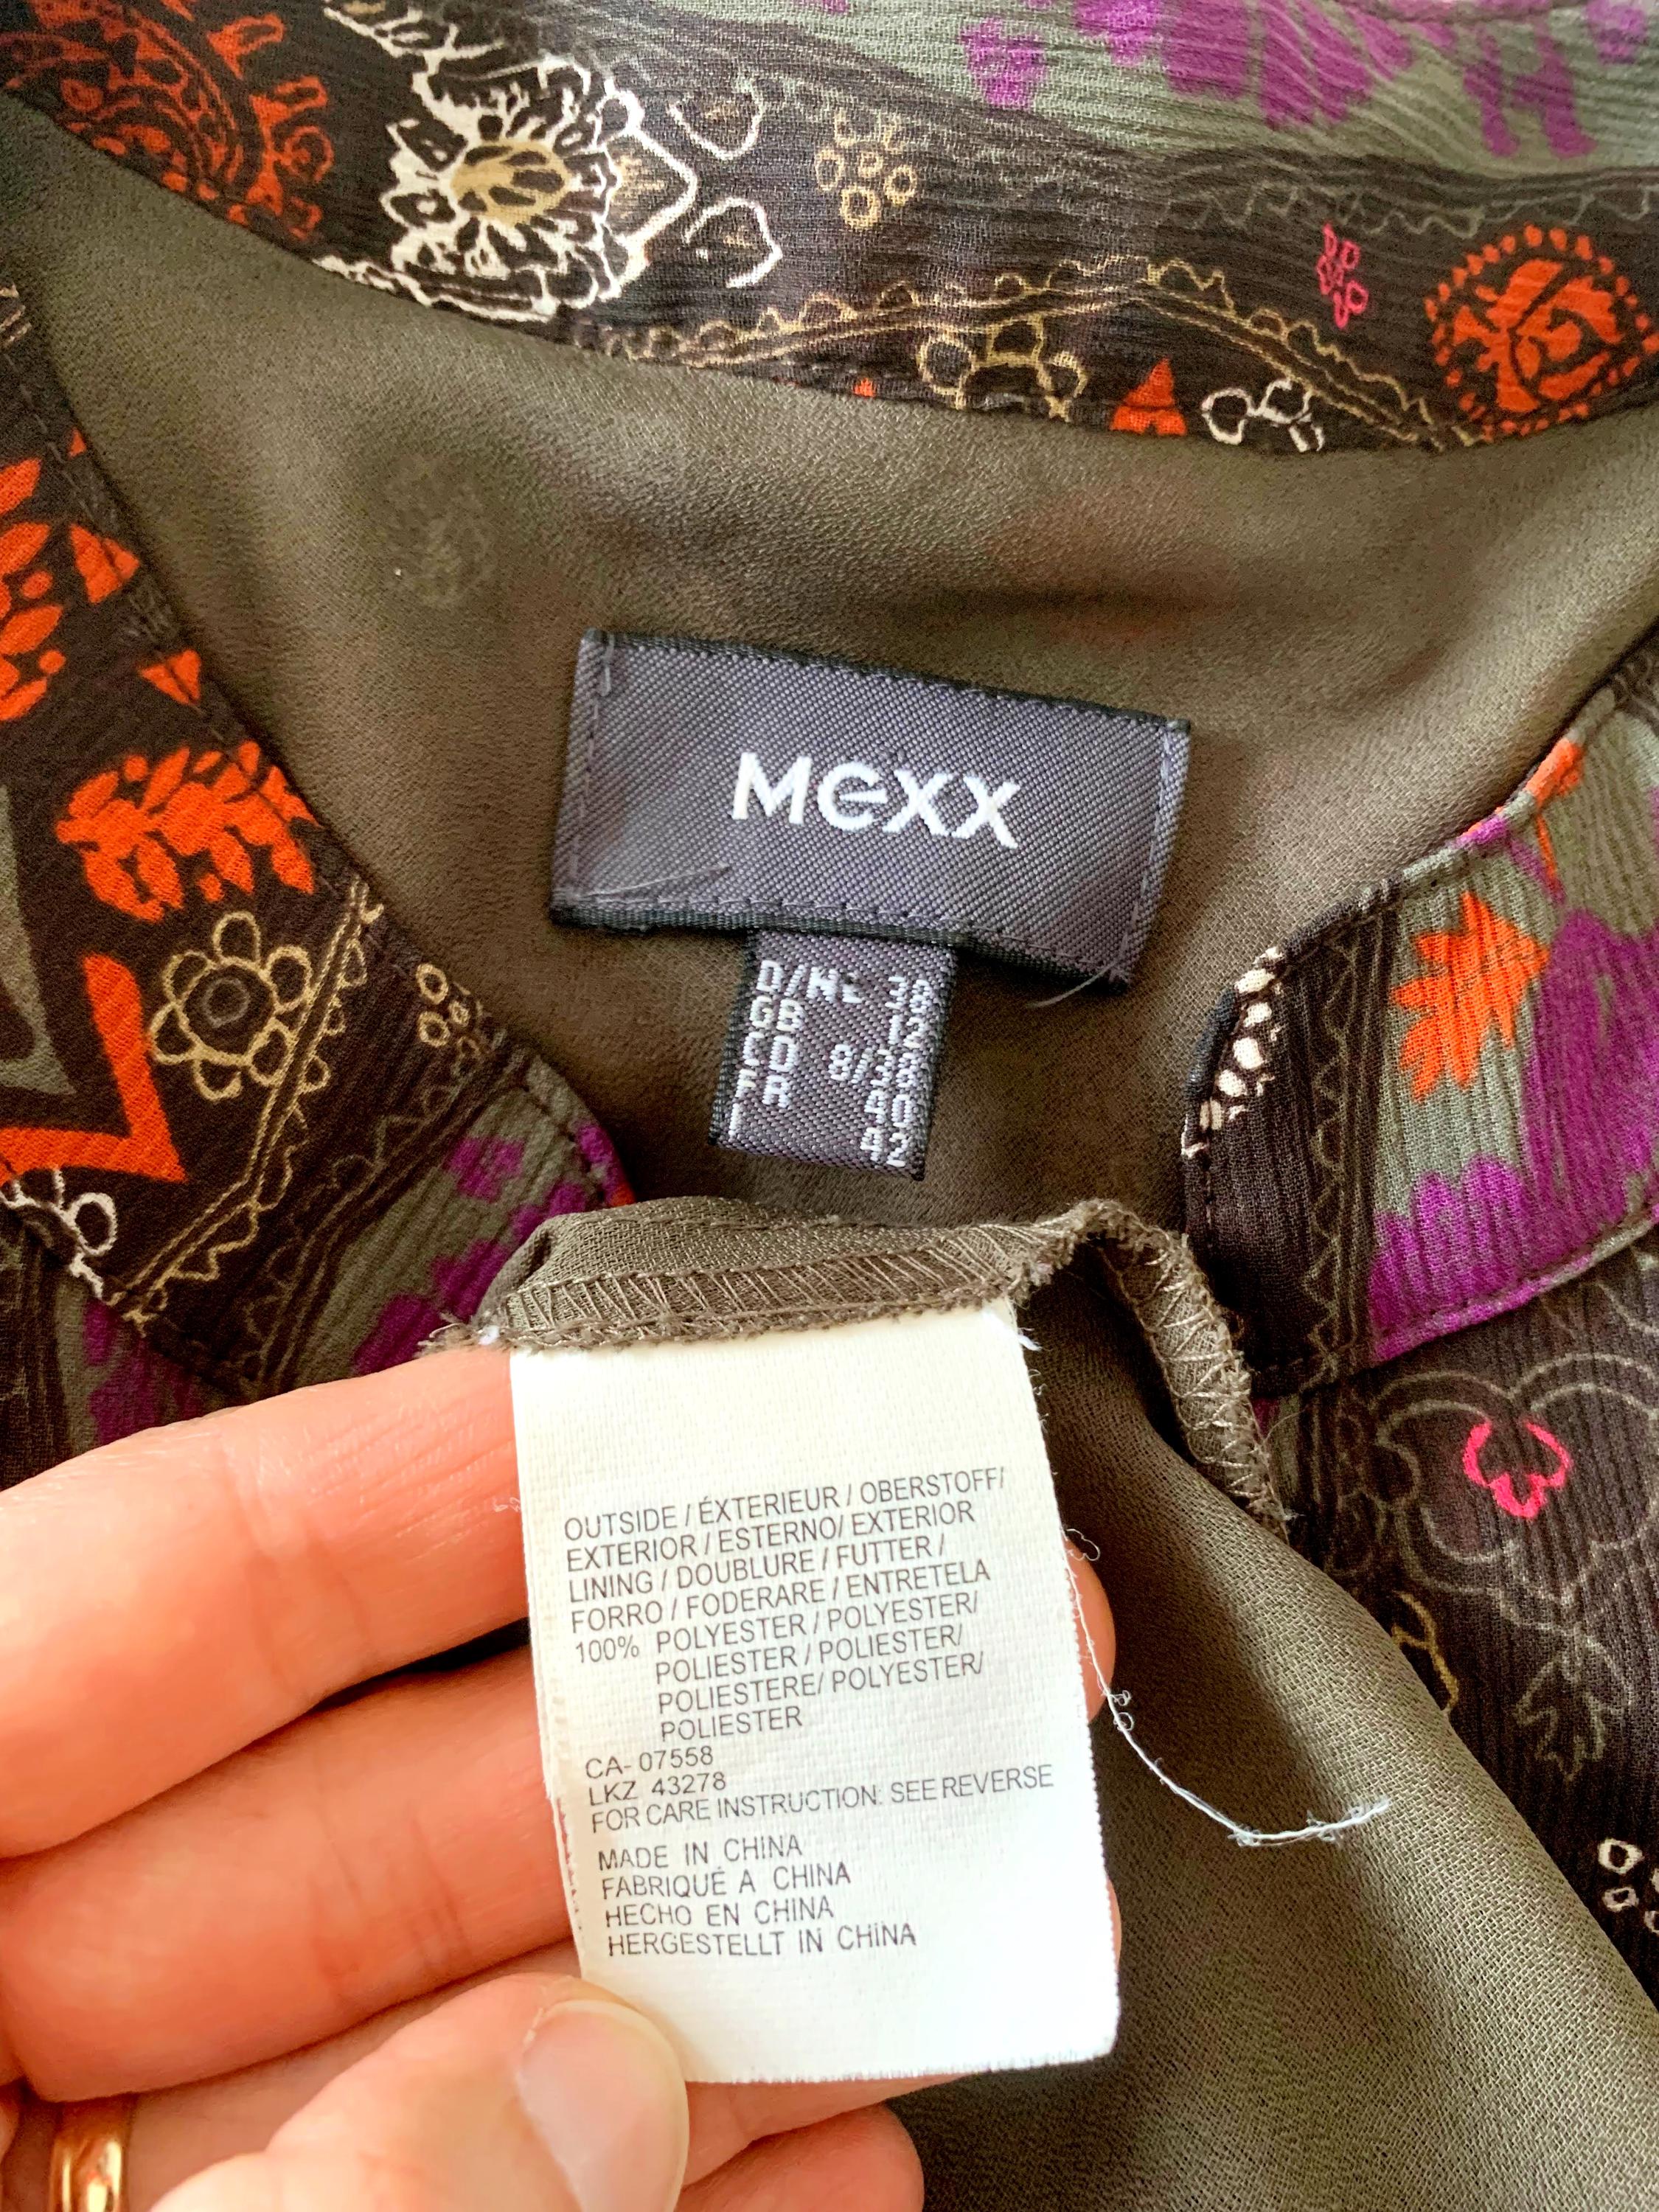 MEXX
D/NL 38
GB 12
CD 8/38
FR 40
I 42
OUTSIDE / ÉXTERIEUR / OBERSTOFF/
EXTERIOR / ESTERNO/ EXTERIOR
LINING / DOUBLURE / FUTTER /
FORRO / FODERARE / ENTRETELA
100% POLYESTER / POLYESTER/
POLIESTER / POLIESTER/
POLIESTERE/ POLYESTER/
POLIESTER
CA- 07558
LKZ 43278
FOR CARE INSTRUCTION: SEE REVERSE
MADE IN CHINA
FABRIQUÉ A CHINA
HECHO EN CHINA
HERGESTELLT IN CHINA